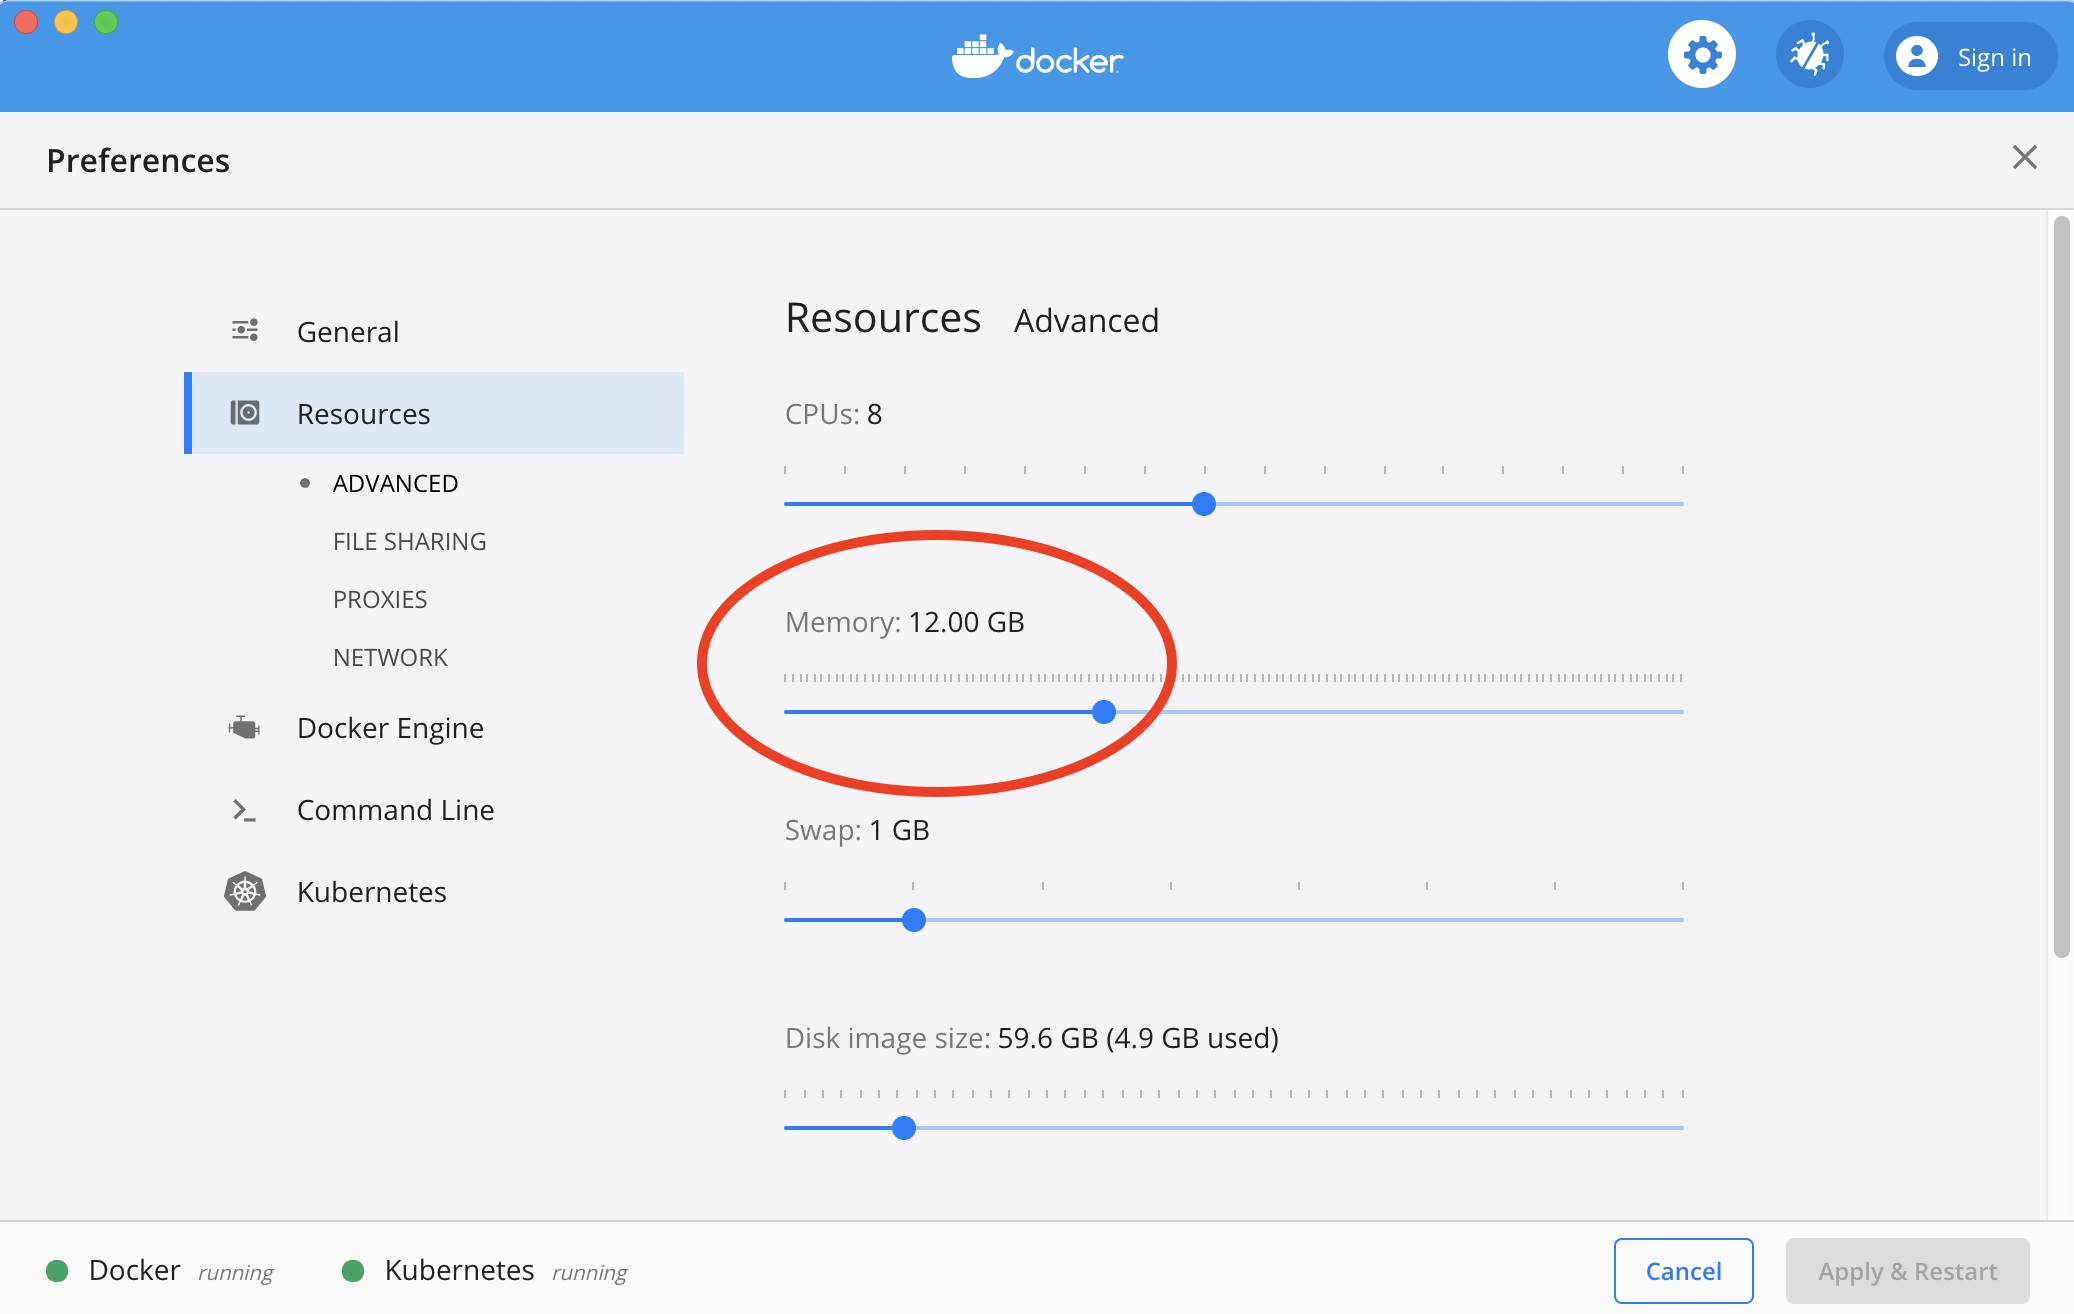 docker
Sign in
Preferences
General
Resources
ADVANCED
FILE SHARING
PROXIES
NETWORK
Docker Engine
Command Line
Kubernetes
Resources Advanced
CPUs: 8
Memory: 12.00 GB
Swap: 1 GB
Disk image size: 59.6 GB (4.9 GB used)
Docker running
Kubernetes running
Cancel
Apply & Restart